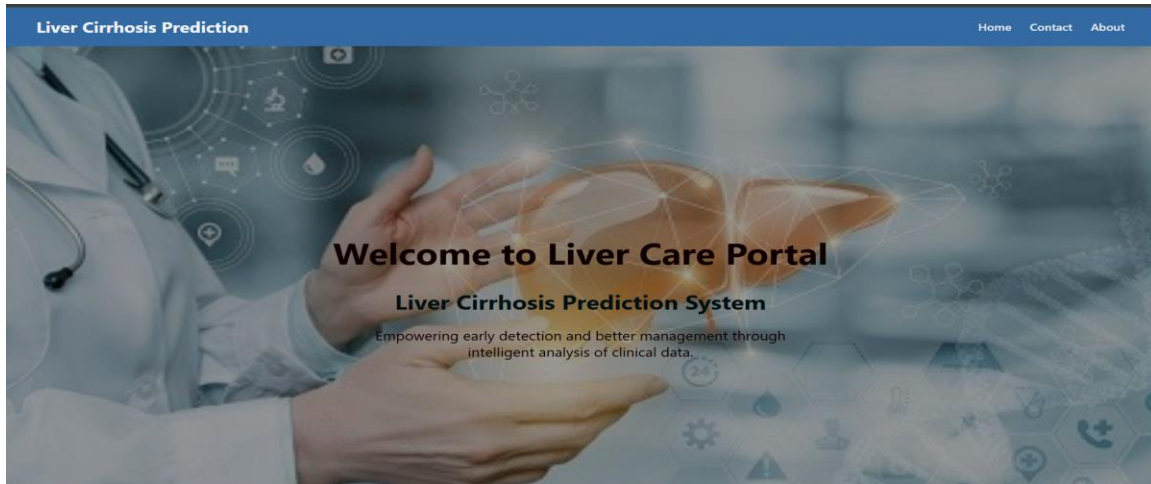 Liver Cirrhosis Prediction
Home Contact About
Welcome to Liver Care Portal
Liver Cirrhosis Prediction System
Empowering early detection and better management through
intelligent analysis of clinical data.
24